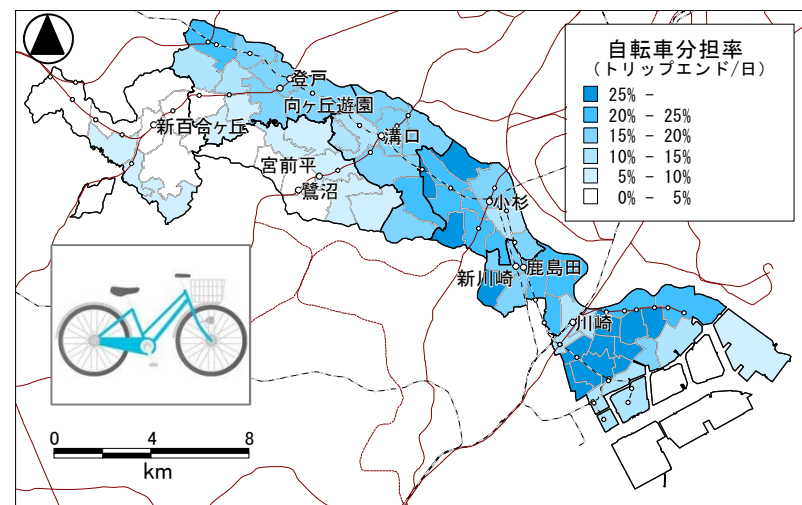 自転車分担率
(トリップエンド/日)
25% -
20% - 25%
15% - 20%
10% - 15%
5% - 10%
0% - 5%
登戸
向ヶ丘遊園
新百合ヶ丘
溝口
宮前平
鷺沼
小杉
新川崎
鹿島田
川崎
0 4 8
km